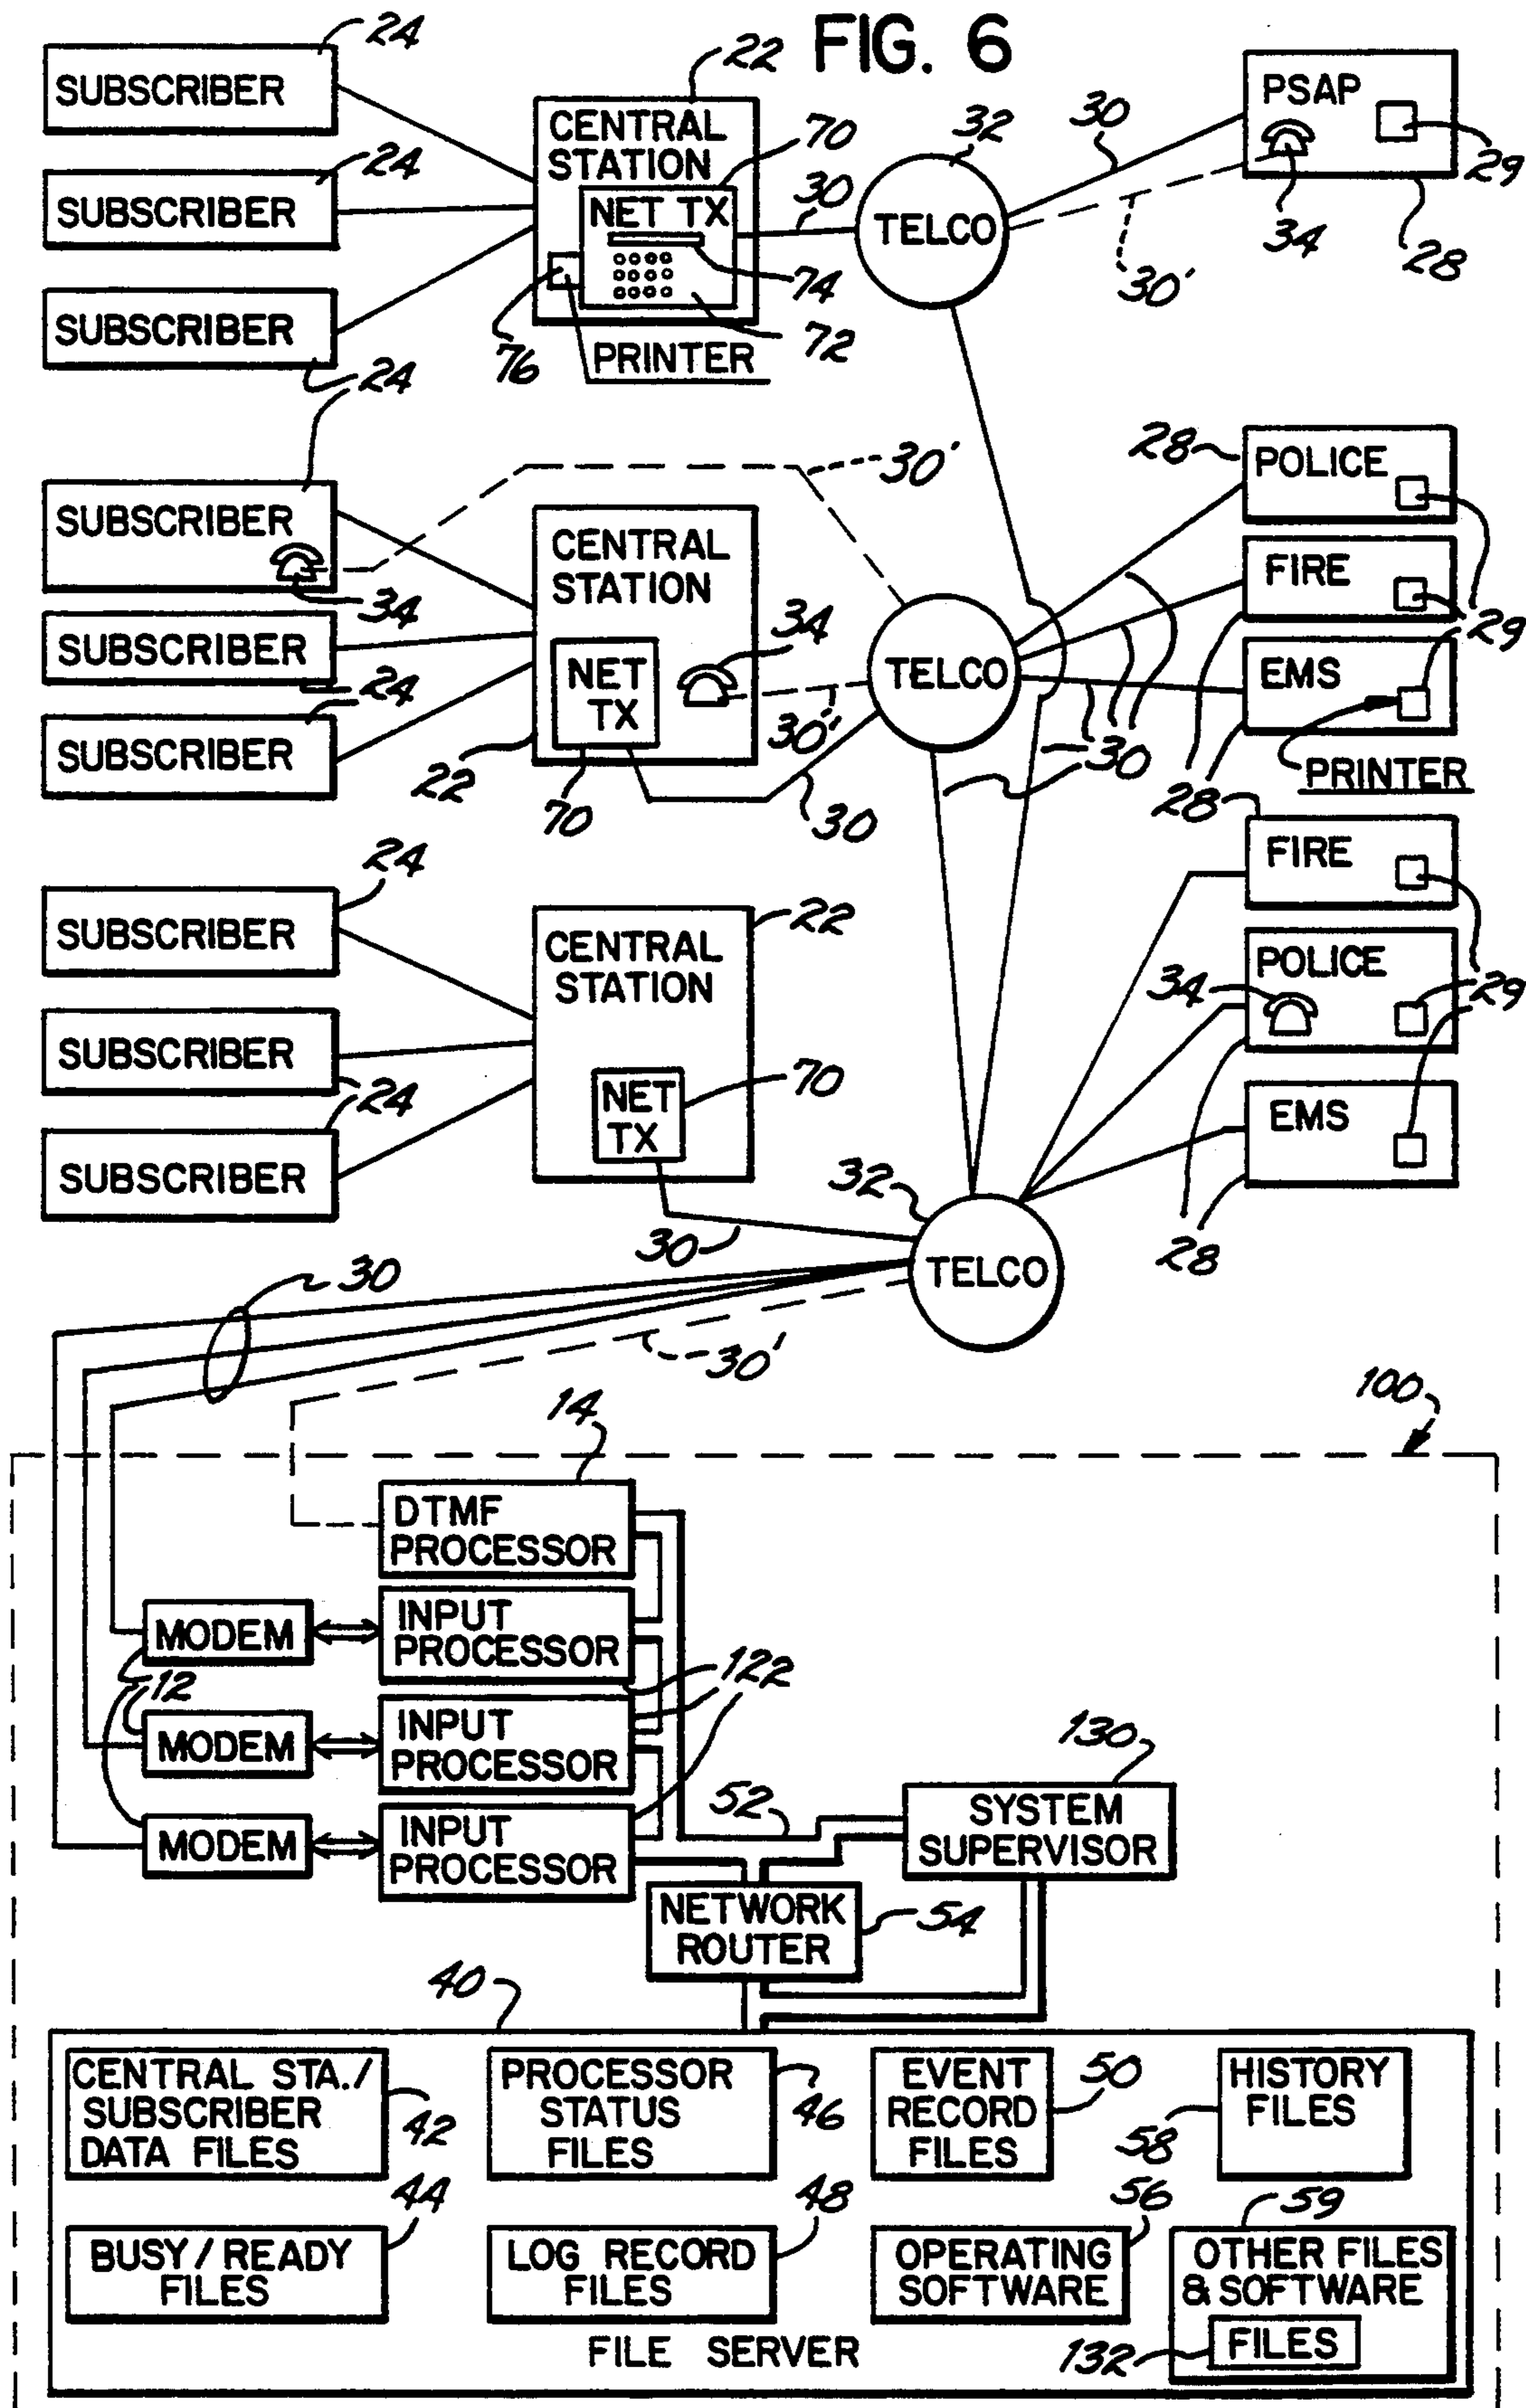 FIG. 6
24
SUBSCRIBER
24
SUBSCRIBER
SUBSCRIBER
24
22
CENTRAL
STATION
70
NET TX
30
74
72
76
PRINTER
32
TELCO
30
30'
PSAP
34
29
28
SUBSCRIBER
34
SUBSCRIBER
24
SUBSCRIBER
30'
CENTRAL
STATION
NET
TX
34
22
70
30'
30
TELCO
30
28
POLICE
FIRE
EMS
29
PRINTER
28
24
SUBSCRIBER
SUBSCRIBER
24
SUBSCRIBER
22
CENTRAL
STATION
NET
TX
70
30
32
TELCO
FIRE
POLICE
34
29
EMS
28
30
30'
100
14
DTMF
PROCESSOR
MODEM
INPUT
PROCESSOR
12
122
MODEM
INPUT
PROCESSOR
MODEM
INPUT
PROCESSOR
52
130
SYSTEM
SUPERVISOR
NETWORK
ROUTER
54
40
CENTRAL STA./
SUBSCRIBER
DATA FILES
42
PROCESSOR
STATUS
FILES
46
EVENT
RECORD
FILES
50
HISTORY
FILES
58
44
BUSY/READY
FILES
48
LOG RECORD
FILES
56
OPERATING
SOFTWARE
59
OTHER FILES
& SOFTWARE
132
FILES
FILE SERVER